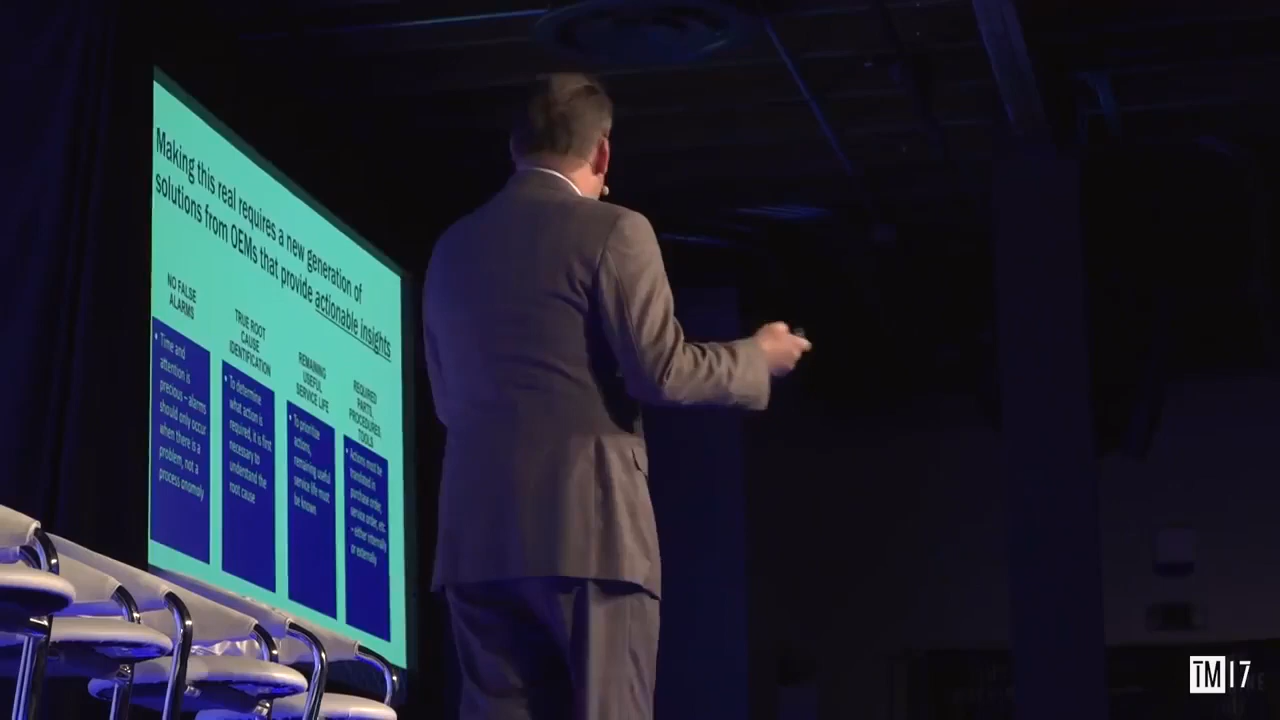 Making this real requires a new generation of
solutions from OEMs that provide actionable insights
NO FALSE
ALARMS
• Time and
attention is
precious – alarms
should only occur
when there is a
problem, not a
process anomoly
TRUE ROOT
CAUSE
IDENTIFICATION
• To determine
what action is
required, it is first
necessary to
understand the
root cause
REMAINING
USEFUL
SERVICE LIFE
• To prioritize
actions,
remaining useful
service life must
be known
REQUIRED
PARTS,
PROCEDURES,
TOOLS
• Actions must be
translated in
purchase order,
service order, etc
– either internally
or externally
TM17